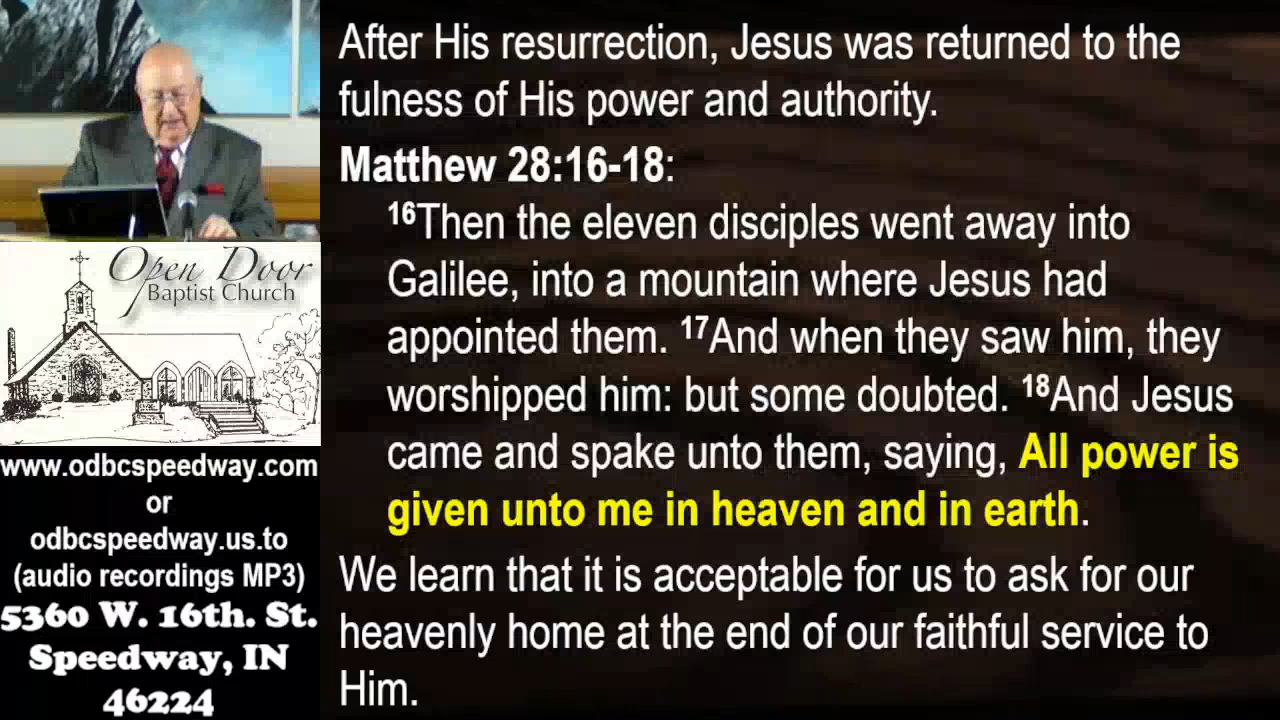 After His resurrection, Jesus was returned to the
fulness of His power and authority.
Matthew 28:16-18:
16Then the eleven disciples went away into
Galilee, into a mountain where Jesus had
appointed them. 17And when they saw him, they
worshipped him: but some doubted. 18And Jesus
came and spake unto them, saying, All power is
given unto me in heaven and in earth.
We learn that it is acceptable for us to ask for our
heavenly home at the end of our faithful service to
Him.
Open Door
Baptist Church
www.odbcspeedway.com
or
odbcspeedway.us.to
(audio recordings MP3)
5360 W. 16th. St.
Speedway, IN
46224